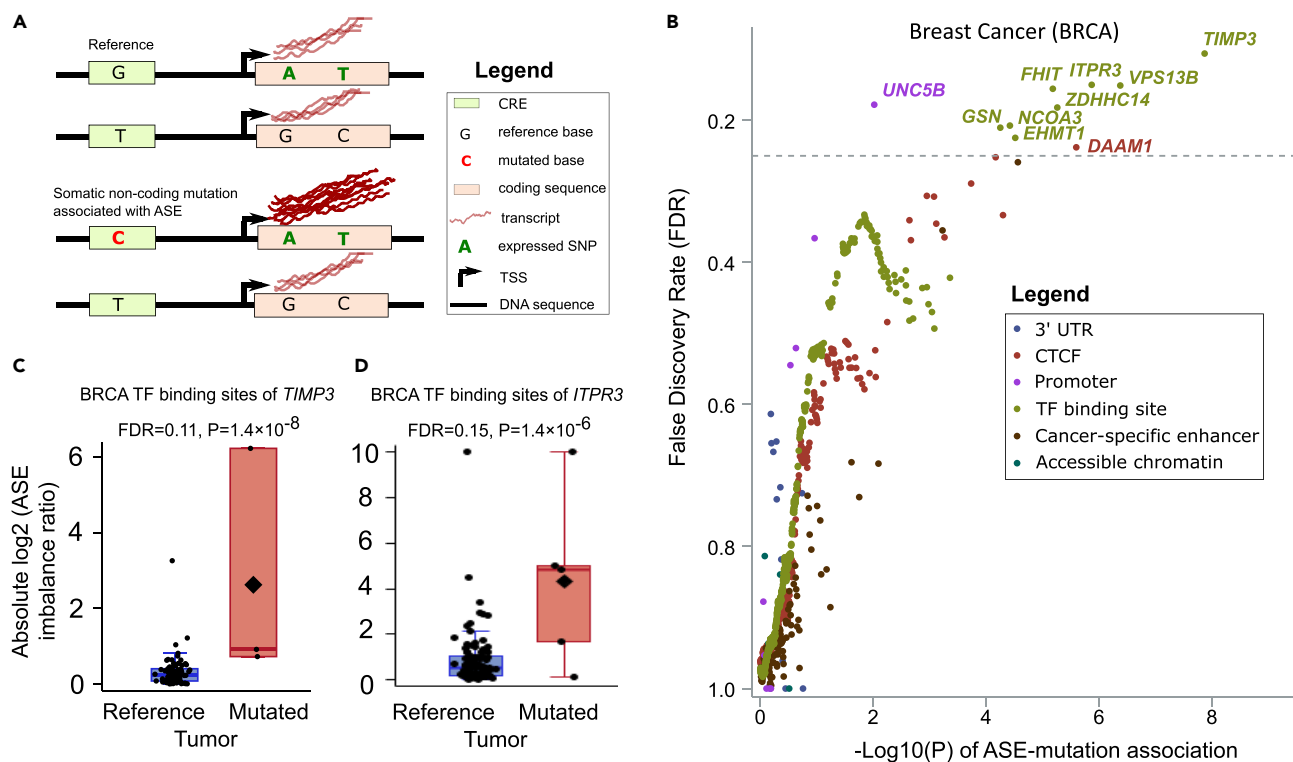 A
Reference
G
A T
T
G C
Somatic non-coding mutation
associated with ASE
C
A T
T
G C
Legend
CRE
G reference base
C mutated base
coding sequence
transcript
A expressed SNP
TSS
DNA sequence
B
Breast Cancer (BRCA)
TIMP3
FHIT ITPR3 VPS13B
UNC5B
ZDHHC14
GSN NCOA3
EHMT1
DAAM1
False Discovery Rate (FDR)
0.2
0.4
0.6
0.8
1.0
0 2 4 6 8
-Log10(P) of ASE-mutation association
Legend
3' UTR
CTCF
Promoter
TF binding site
Cancer-specific enhancer
Accessible chromatin
C
BRCA TF binding sites of TIMP3
FDR=0.11, P=1.4×10⁻⁸
Absolute log2 (ASE
imbalance ratio)
6
4
2
0
Reference Mutated
Tumor
D
BRCA TF binding sites of ITPR3
FDR=0.15, P=1.4×10⁻⁶
10
8
6
4
2
0
Reference Mutated
Tumor